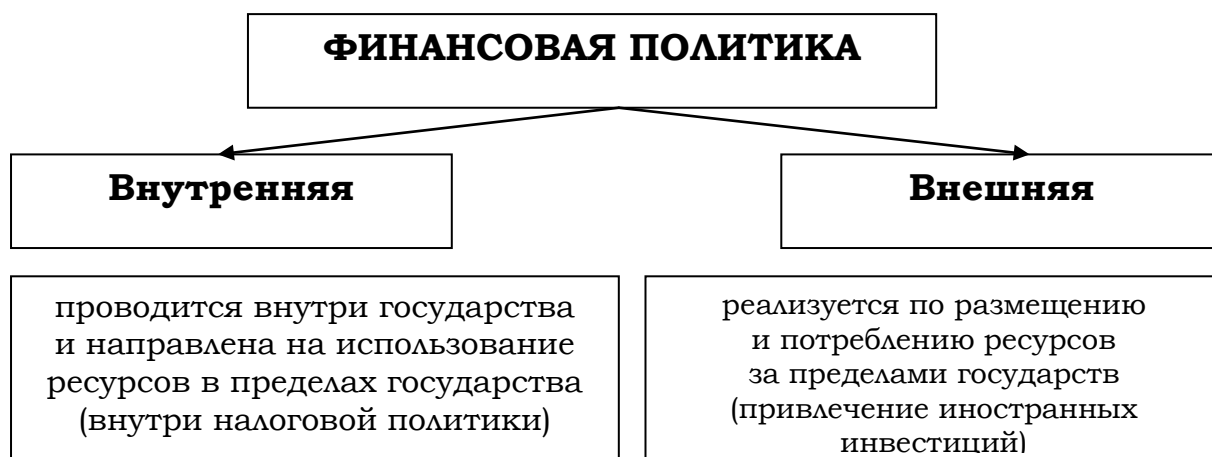 ФИНАНСОВАЯ ПОЛИТИКА
Внутренняя
Внешняя
проводится внутри государства
и направлена на использование
ресурсов в пределах государства
(внутри налоговой политики)
реализуется по размещению
и потреблению ресурсов
за пределами государств
(привлечение иностранных
инвестиций)